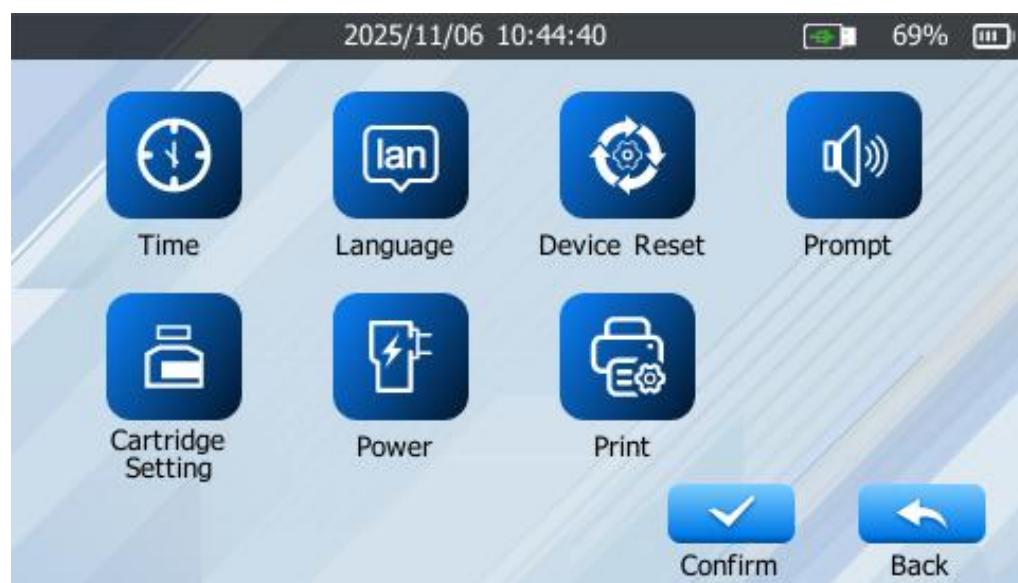 2025/11/06 10:44:40 69%
lan
Time Language Device Reset Prompt
Cartridge
Setting
Power Print
Confirm Back